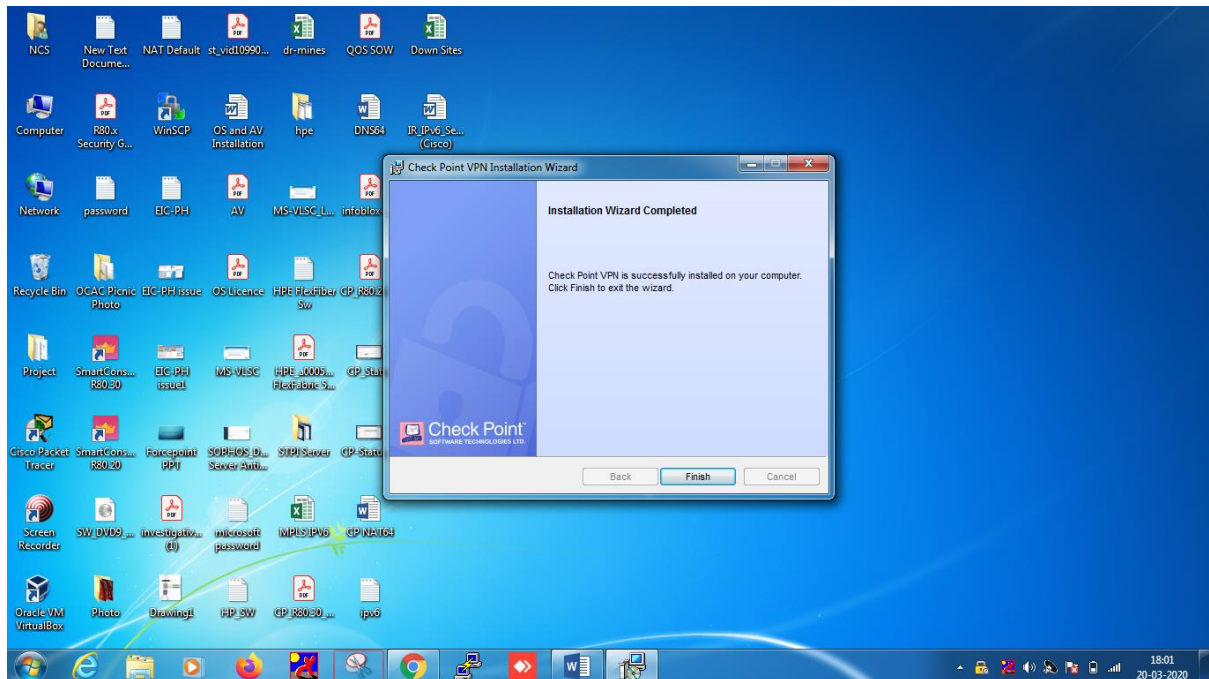 NCS
New Text Docume...
NAT Default
st_vid10990...
dr-mines
QOS SOW
Down Sites
Computer
R80.x Security G...
WinSCP
OS and AV Installation
hpe
DNS64
IR_IPv6_Se... (Cisco)
Network
password
EIC-PH
AV
MS-VLSC_L...
infoblox
Recycle Bin
OCAC Picnic Photo
EIC-PH issue
OS Licence
HPE FlexFiber Sw
CP_R80.2
Project
SmartCons... R80.30
EIC-PH issue1
MS-VLSC
HPE_a0005... FlexFabric S...
Cisco Packet Tracer
SmartCons... R80.20
Forcepoint PPT
SOPHOS_D... Server Anti...
STPI Server
CP-Statu
Screen Recorder
SW_DVD9_...
investigativ... (1)
microsoft password
MPLS IPV6
CP NAT64
Oracle VM VirtualBox
Photo
Drawing1
HP_SW
CP_R80.30_...
ipv6
Check Point VPN Installation Wizard
Installation Wizard Completed
Check Point VPN is successfully installed on your computer.
Click Finish to exit the wizard.
Check Point
SOFTWARE TECHNOLOGIES LTD.
Back
Finish
Cancel
18:01
20-03-2020